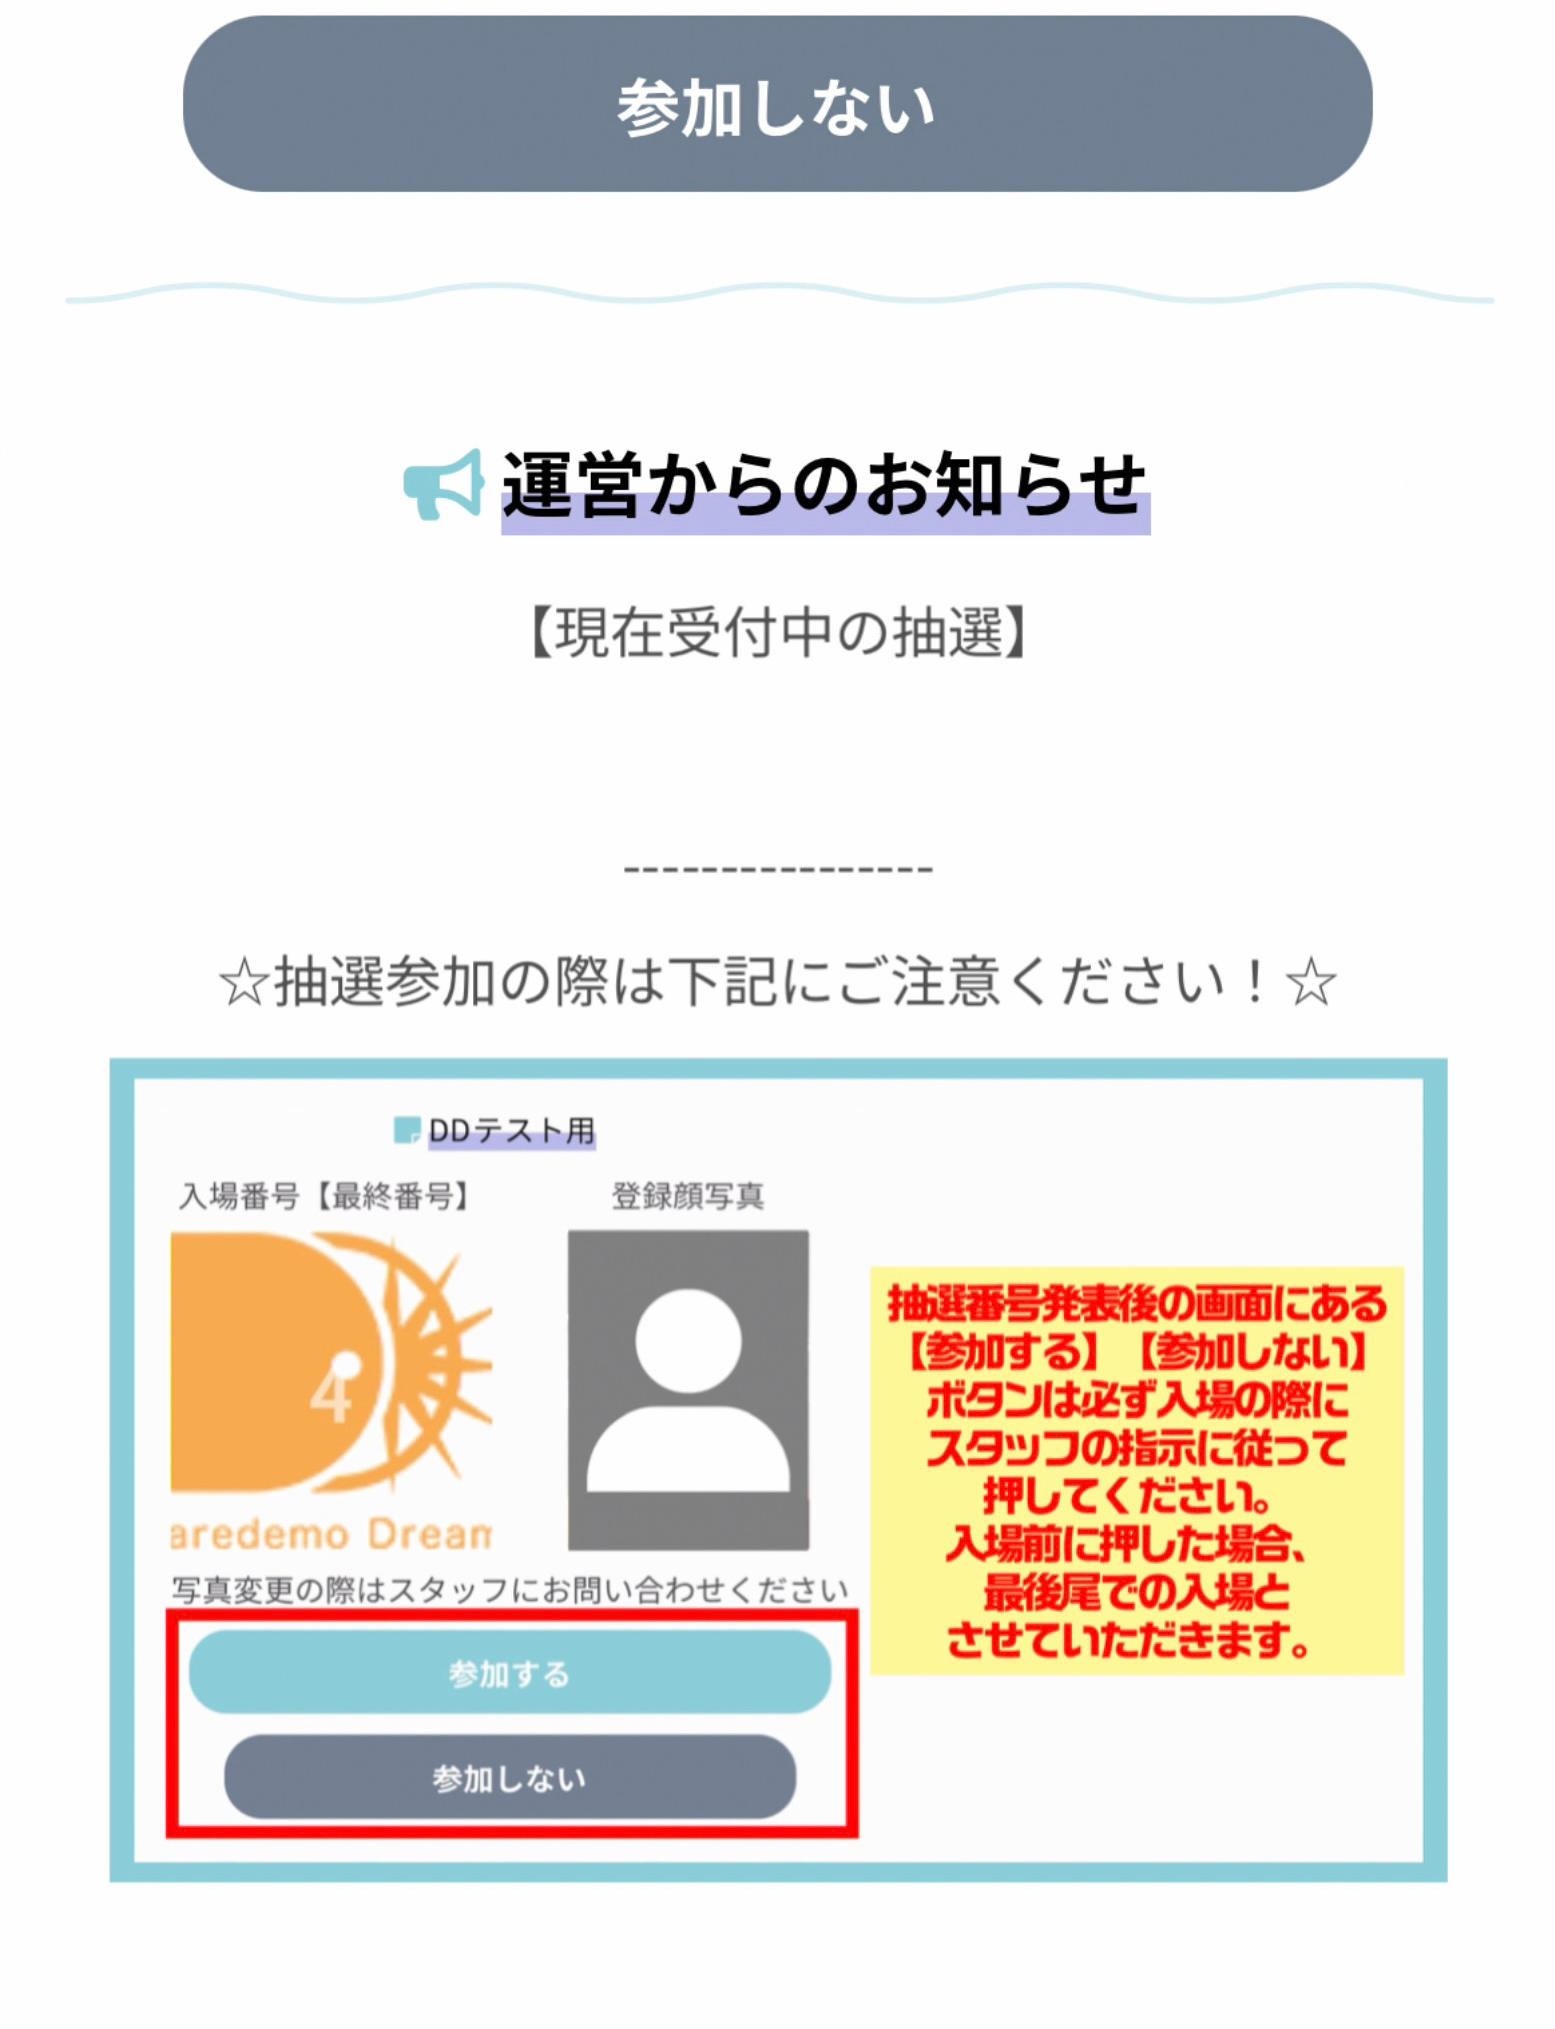 参加しない
運営からのお知らせ
【現在受付中の抽選】
----------------
☆抽選参加の際は下記にご注意ください！☆
DDテスト用
入場番号【最終番号】
登録顔写真
4
aredemo Dream
写真変更の際はスタッフにお問い合わせください
参加する
参加しない
抽選番号発表後の画面にある
【参加する】【参加しない】
ボタンは必ず入場の際に
スタッフの指示に従って
押してください。
入場前に押した場合、
最後尾での入場と
させていただきます。